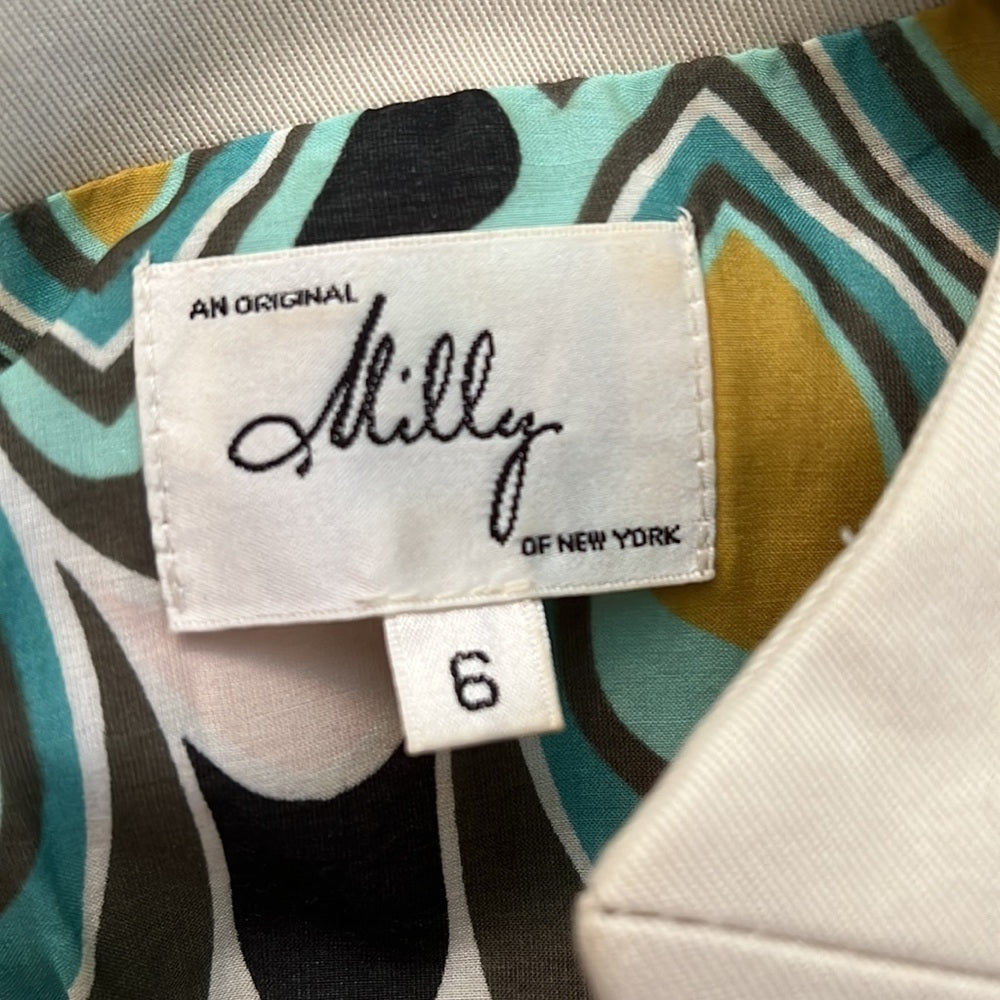 AN ORIGINAL
Milly
OF NEW YORK
6